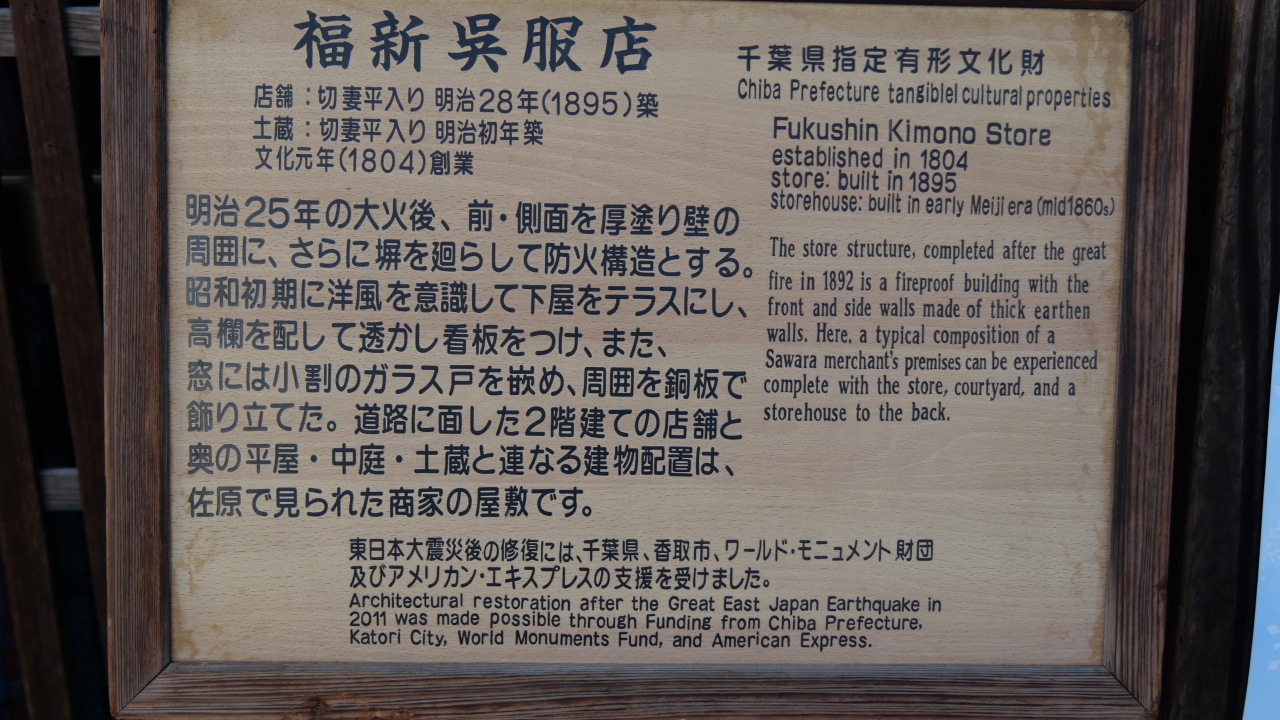 福新呉服店
店舗：切妻平入り 明治28年(1895)築
土蔵：切妻平入り 明治初年築
文化元年(1804)創業
明治25年の大火後、前・側面を厚塗り壁の
周囲に、さらに塀を廻らして防火構造とする。
昭和初期に洋風を意識して下屋をテラスにし、
高欄を配して透かし看板をつけ、また、
窓には小割のガラス戸を嵌め、周囲を銅板で
飾り立てた。道路に面した2階建ての店舗と
奥の平屋・中庭・土蔵と連なる建物配置は、
佐原で見られた商家の屋敷です。
千葉県指定有形文化財
Chiba Prefecture tangiblel cultural properties
Fukushin Kimono Store
established in 1804
store: built in 1895
storehouse: built in early Meiji era (mid1860s)
The store structure, completed after the great
fire in 1892 is a fireproof building with the
front and side walls made of thick earthen
walls. Here, a typical composition of a
Sawara merchant's premises can be experienced
complete with the store, courtyard, and a
storehouse to the back.
東日本大震災後の修復には、千葉県、香取市、ワールド・モニュメント財団
及びアメリカン・エキスプレスの支援を受けました。
Architectural restoration after the Great East Japan Earthquake in
2011 was made possible through Funding from Chiba Prefecture,
Katori City, World Monuments Fund, and American Express.